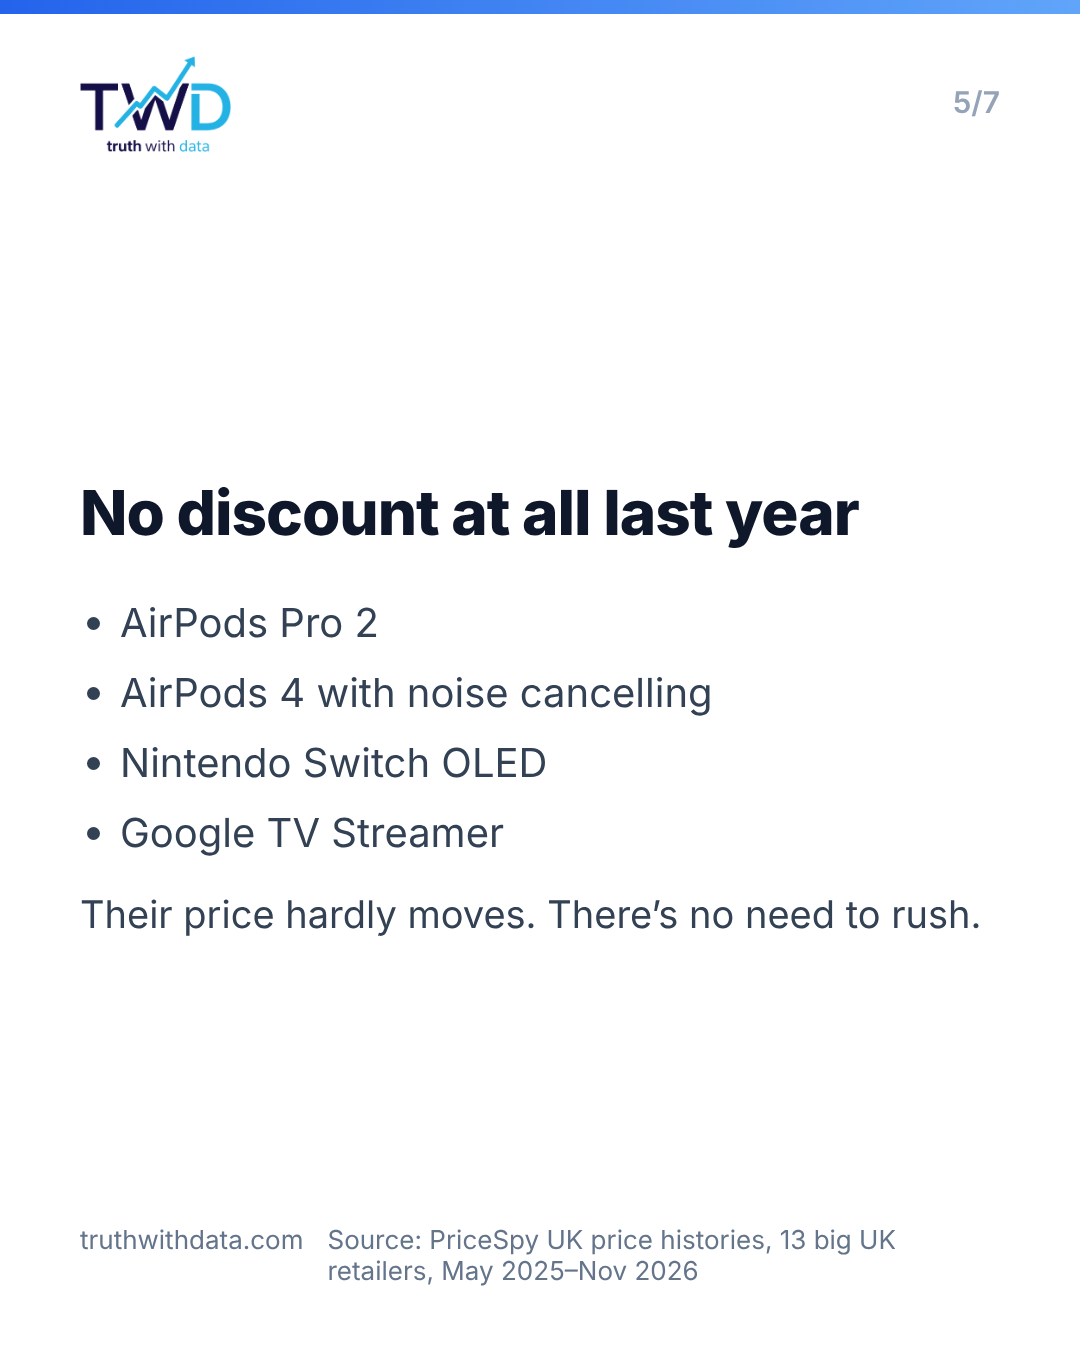 TWD
truth with data
5/7
No discount at all last year
• AirPods Pro 2
• AirPods 4 with noise cancelling
• Nintendo Switch OLED
• Google TV Streamer
Their price hardly moves. There’s no need to rush.
truthwithdata.com
Source: PriceSpy UK price histories, 13 big UK
retailers, May 2025–Nov 2026